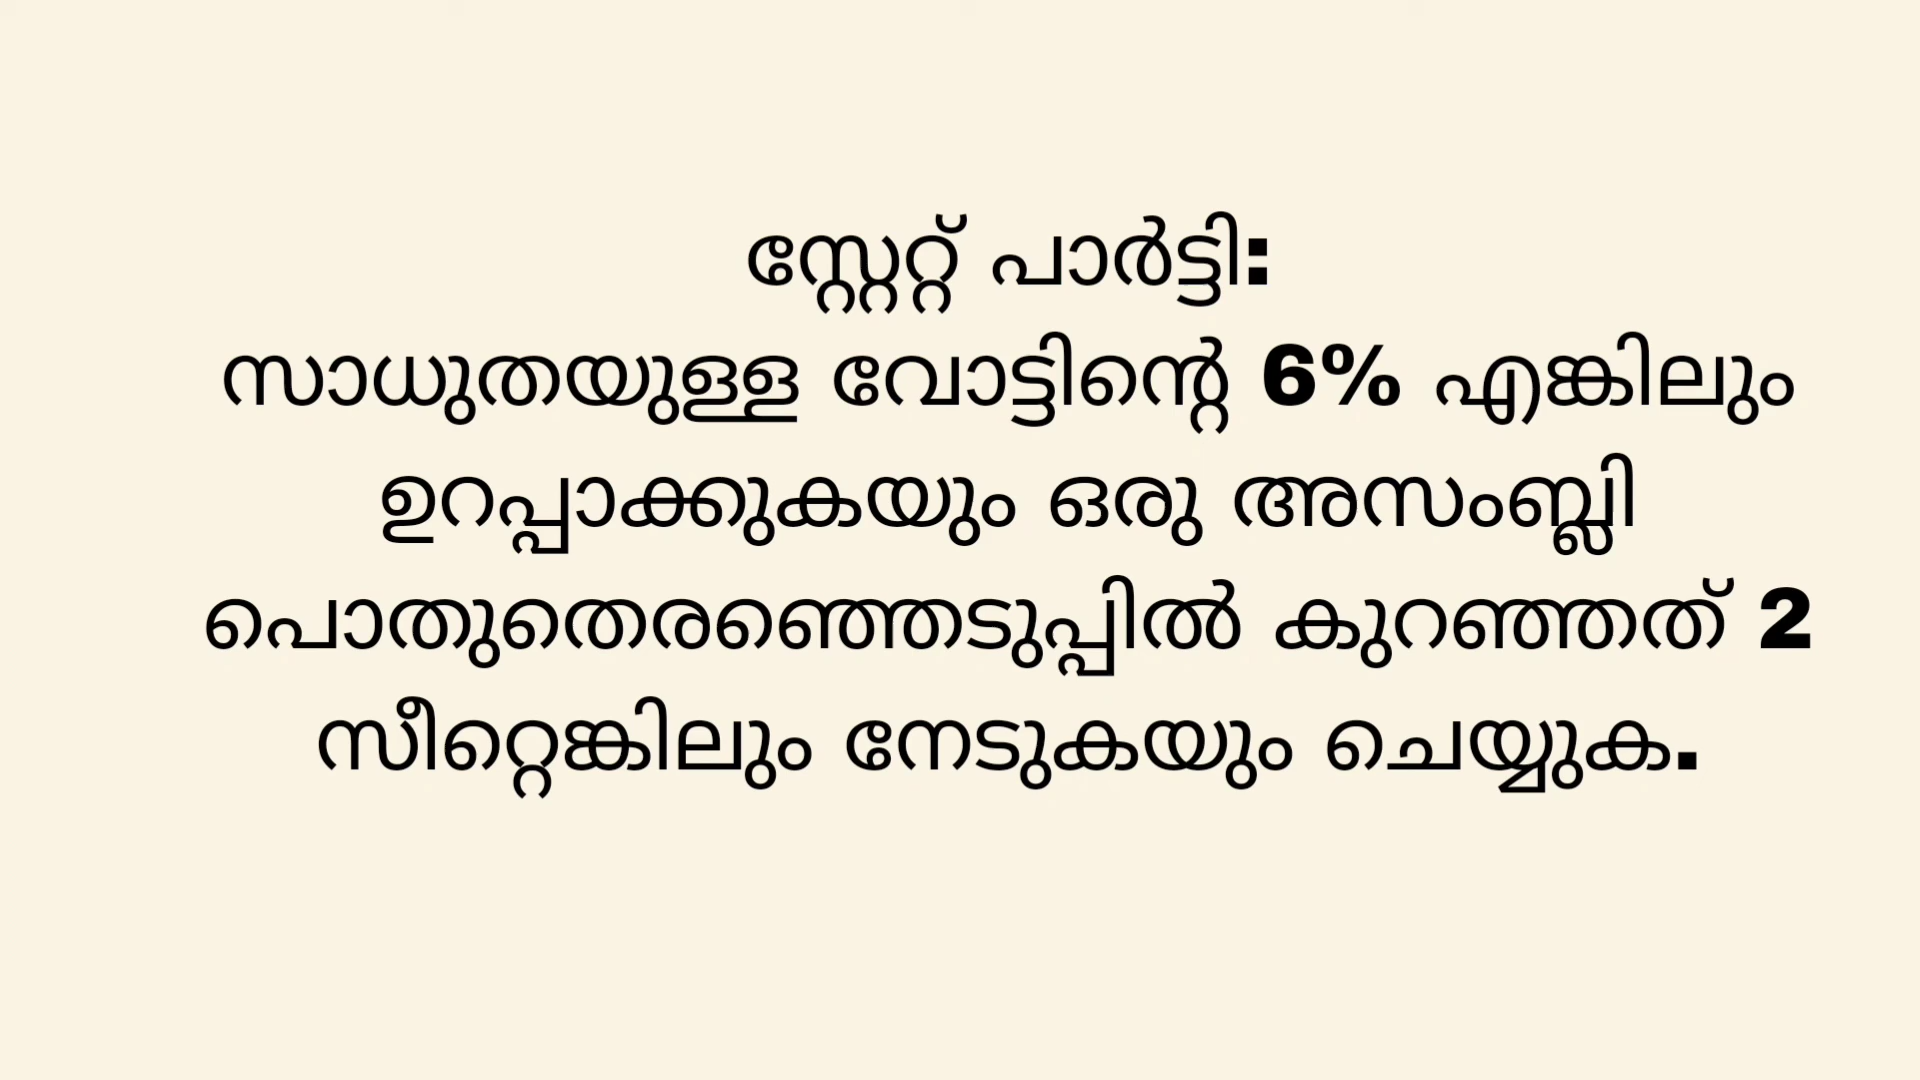 സ്റ്റേറ്റ് പാർട്ടി:
സാധുതയുള്ള വോട്ടിന്റെ 6% എങ്കിലും
ഉറപ്പാക്കുകയും ഒരു അസംബ്ലി
പൊതുതെരഞ്ഞെടുപ്പിൽ കുറഞ്ഞത് 2
സീറ്റെങ്കിലും നേടുകയും ചെയ്യുക.